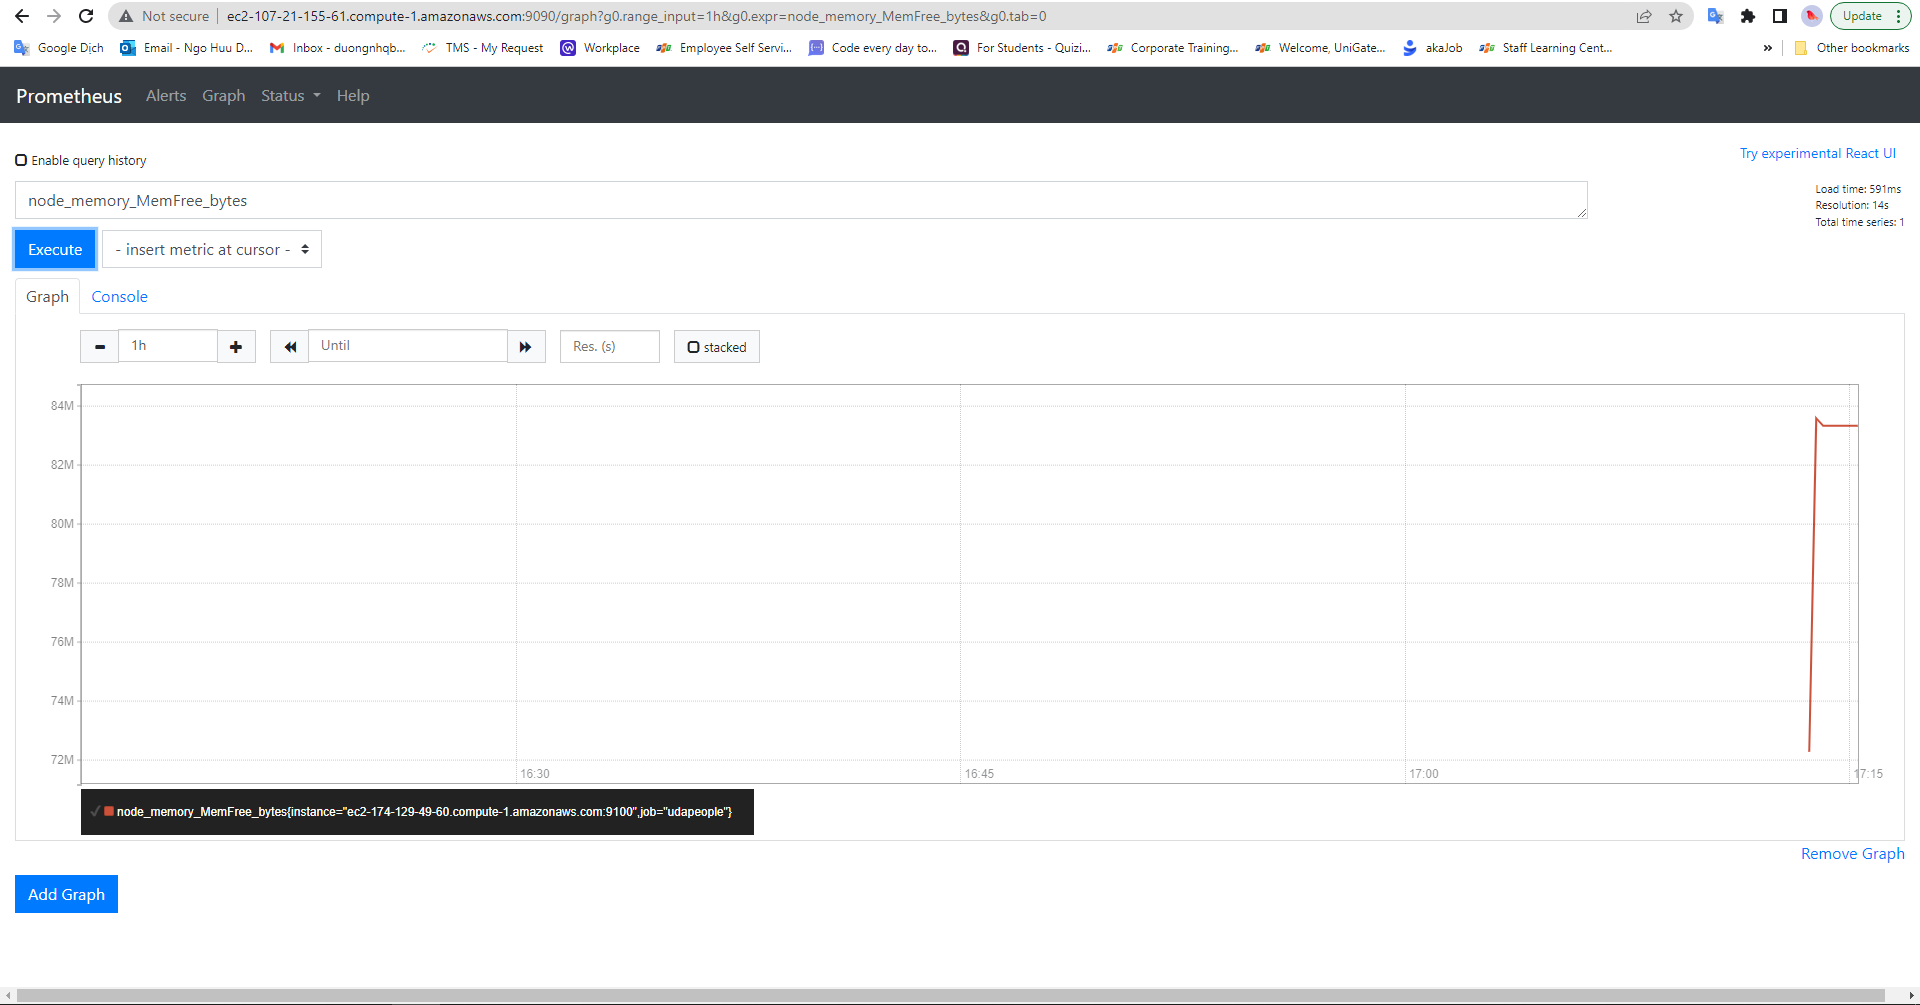 Not secure | ec2-107-21-155-61.compute-1.amazonaws.com:9090/graph?g0.range_input=1h&g0.expr=node_memory_MemFree_bytes&g0.tab=0
Update
Google Dịch Email - Ngo Huu D... Inbox - duongnhqb... TMS - My Request Workplace Employee Self Servi... Code every day to... For Students - Quizi... Corporate Training... Welcome, UniGate... akaJob Staff Learning Cent... » Other bookmarks
Prometheus Alerts Graph Status Help
Enable query history
Try experimental React UI
node_memory_MemFree_bytes
Load time: 591ms
Resolution: 14s
Total time series: 1
Execute - insert metric at cursor -
Graph Console
1h Until Res. (s) stacked
84M
82M
80M
78M
76M
74M
72M
16:30 16:45 17:00 17:15
✓ node_memory_MemFree_bytes{instance="ec2-174-129-49-60.compute-1.amazonaws.com:9100",job="udapeople"}
Remove Graph
Add Graph